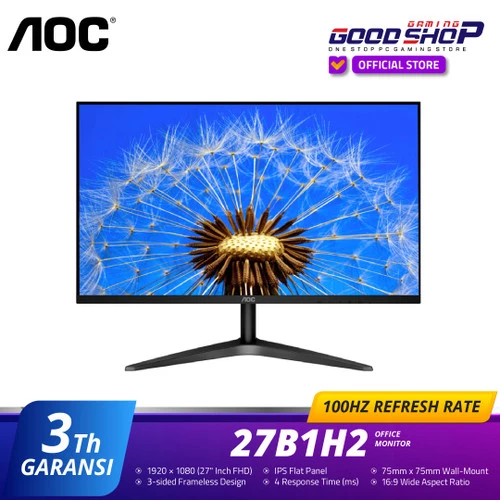 AOC
GAMING
GOODSHOP
ONE STOP PC GAMING STORE
OFFICIAL STORE
AOC
100HZ REFRESH RATE
3Th
GARANSI
27B1H2
OFFICE
MONITOR
• 1920 x 1080 (27" Inch FHD)
• 3-sided Frameless Design
• IPS Flat Panel
• 4 Response Time (ms)
• 75mm x 75mm Wall-Mount
• 16:9 Wide Aspect Ratio